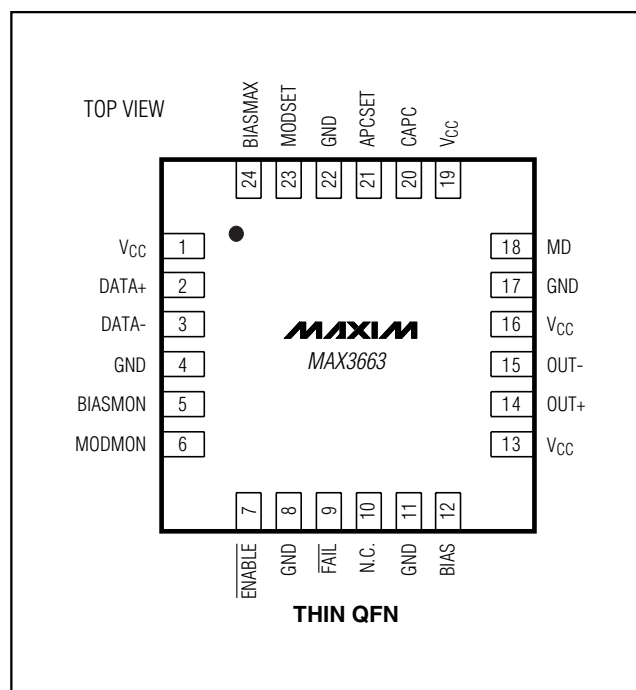 TOP VIEW
BIASMAX
MODSET
GND
APCSET
CAPC
VCC
24
23
22
21
20
19
VCC 1
DATA+ 2
DATA- 3
GND 4
BIASMON 5
MODMON 6
MAXIM
MAX3663
18 MD
17 GND
16 VCC
15 OUT-
14 OUT+
13 VCC
7
8
9
10
11
12
ENABLE
GND
FAIL
N.C.
GND
BIAS
THIN QFN